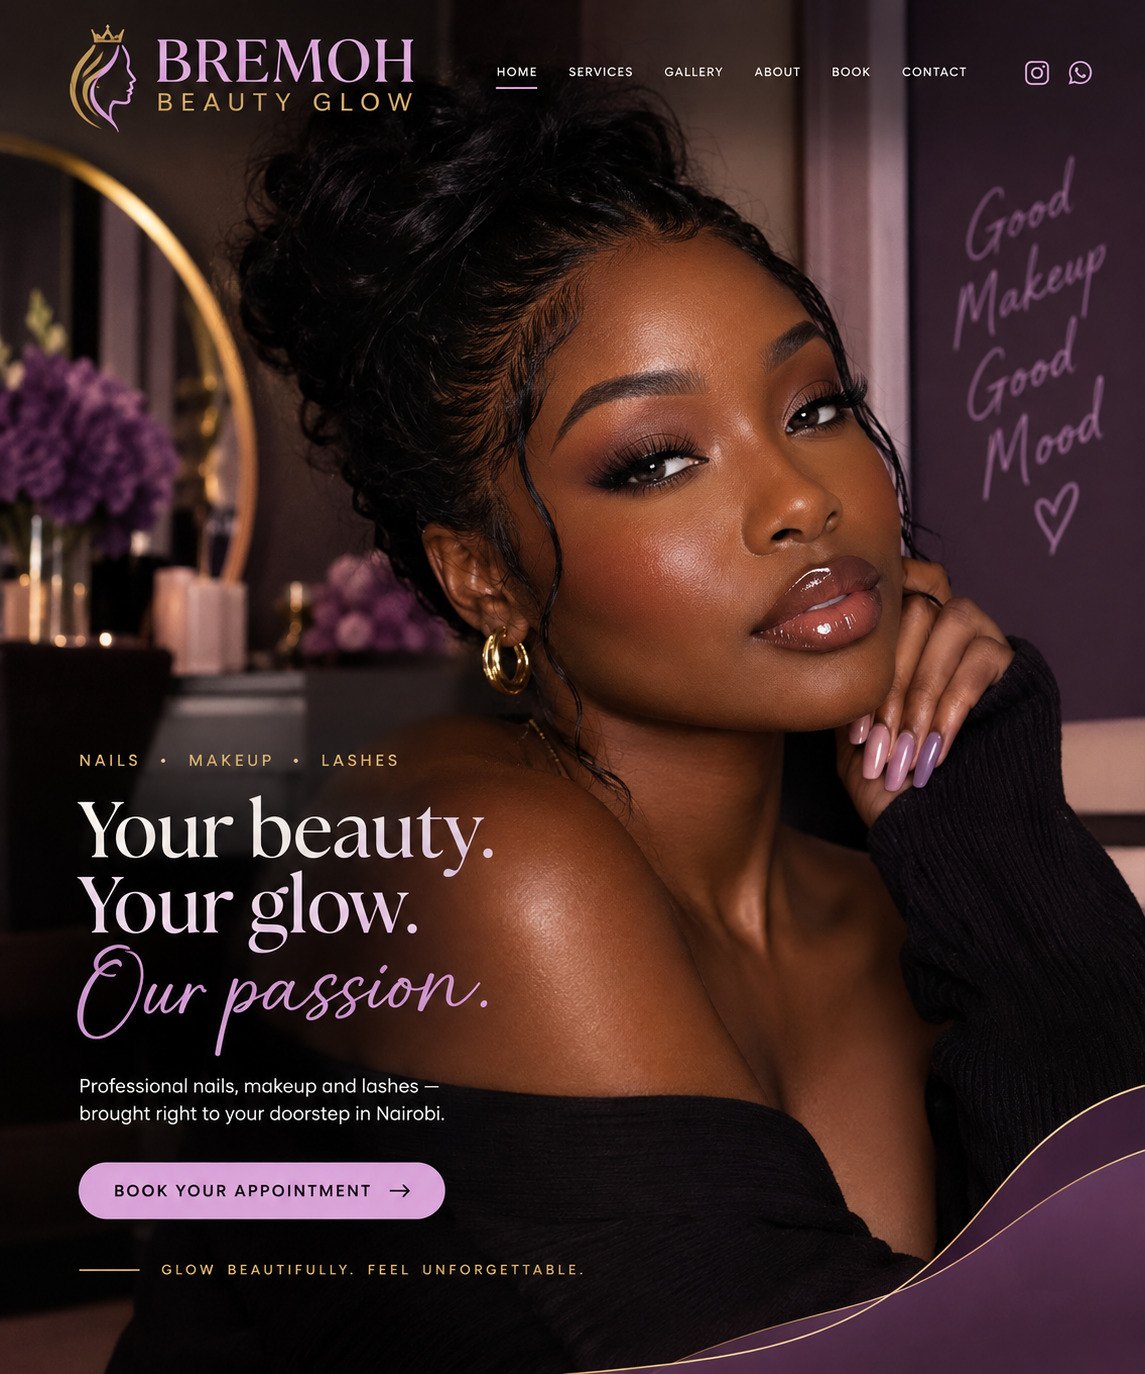 BREMOH
BEAUTY GLOW
HOME SERVICES GALLERY ABOUT BOOK CONTACT
Good
Makeup
Good
Mood
NAILS • MAKEUP • LASHES
Your beauty.
Your glow.
Our passion.
Professional nails, makeup and lashes —
brought right to your doorstep in Nairobi.
BOOK YOUR APPOINTMENT →
GLOW BEAUTIFULLY. FEEL UNFORGETTABLE.